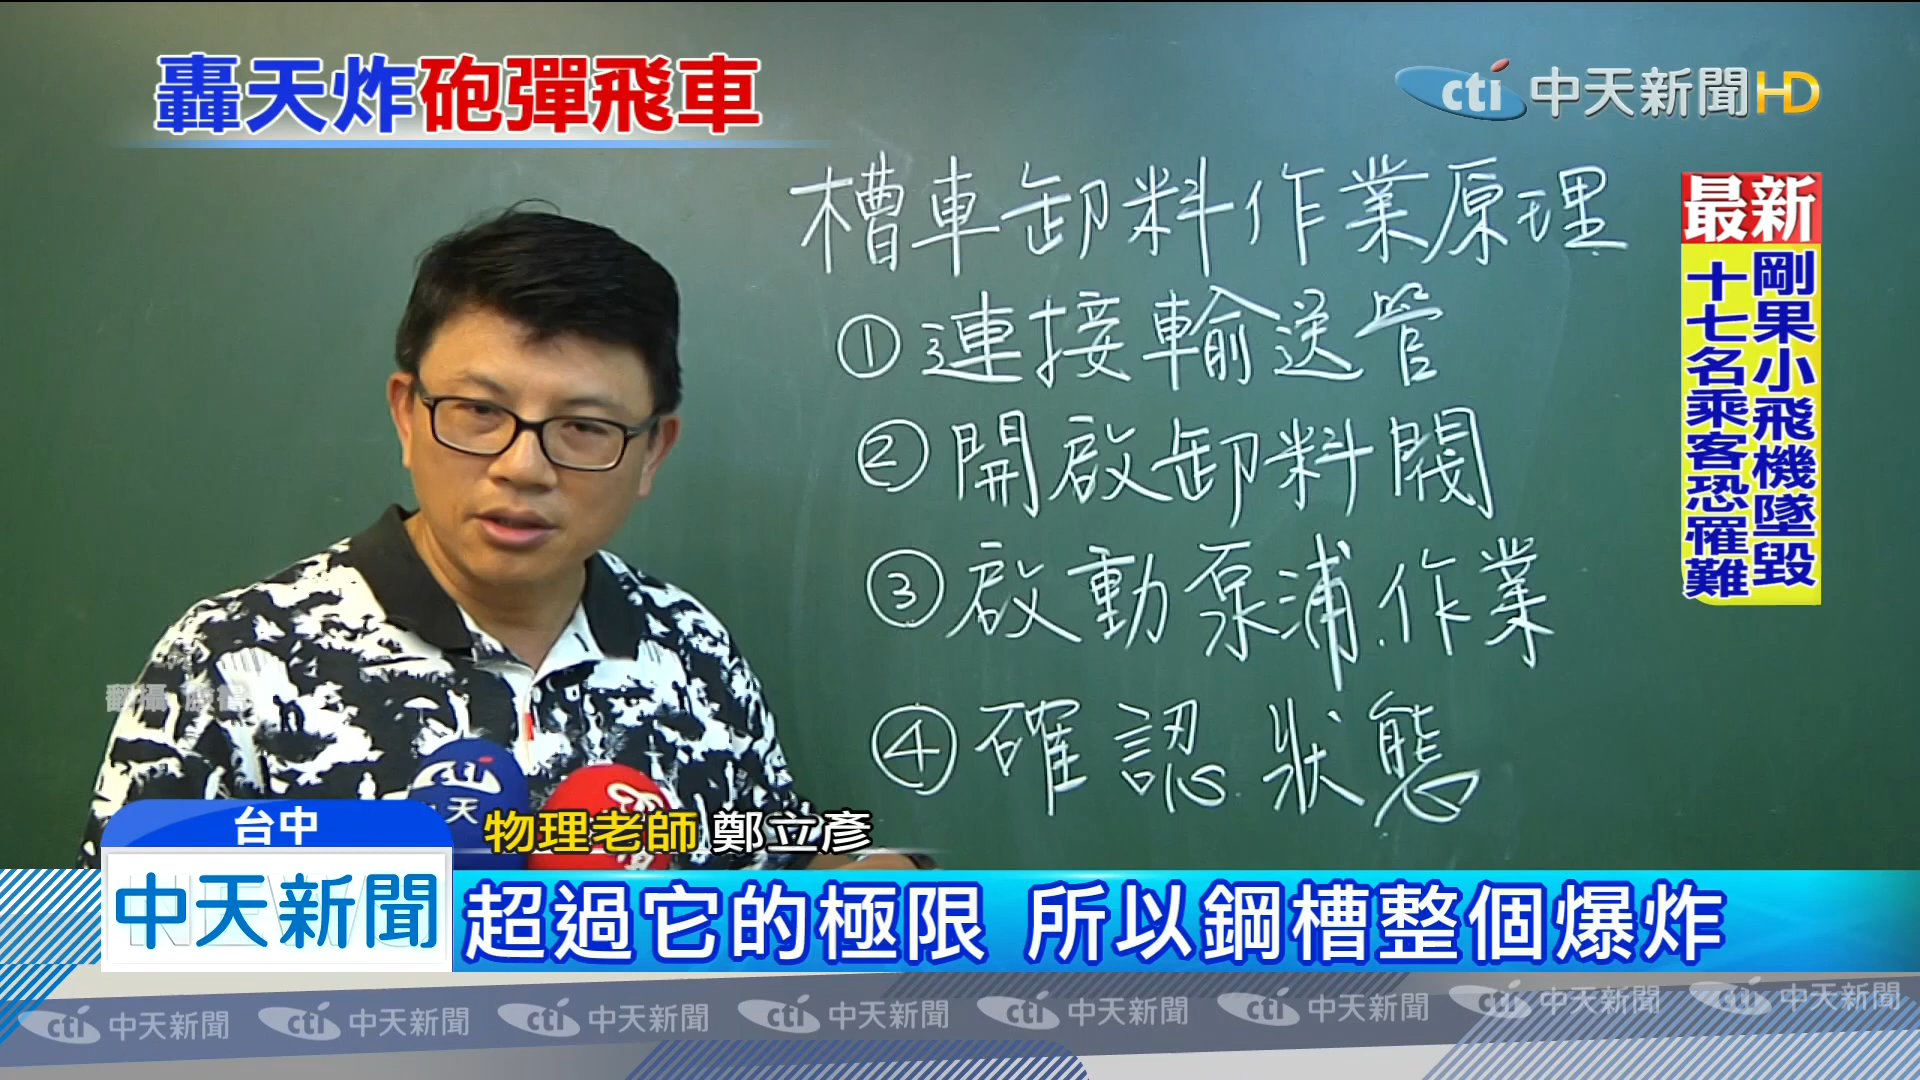 轟天炸砲彈飛車
cti 中天新聞HD
最新
剛果小飛機墜毀
十七名乘客恐罹難
槽車卸料作業原理
①連接輸送管
②開啟卸料閥
③啟動泵浦作業
④確認狀態
翻攝
天
台中
中天新聞
物理老師 鄭立彥
超過它的極限 所以鋼槽整個爆炸
cti 中天新聞 cti 中天新聞 cti 中天新聞 cti 中天新聞 cti 中天新聞 cti 中天新聞 cti 中天新聞 cti 中天新聞